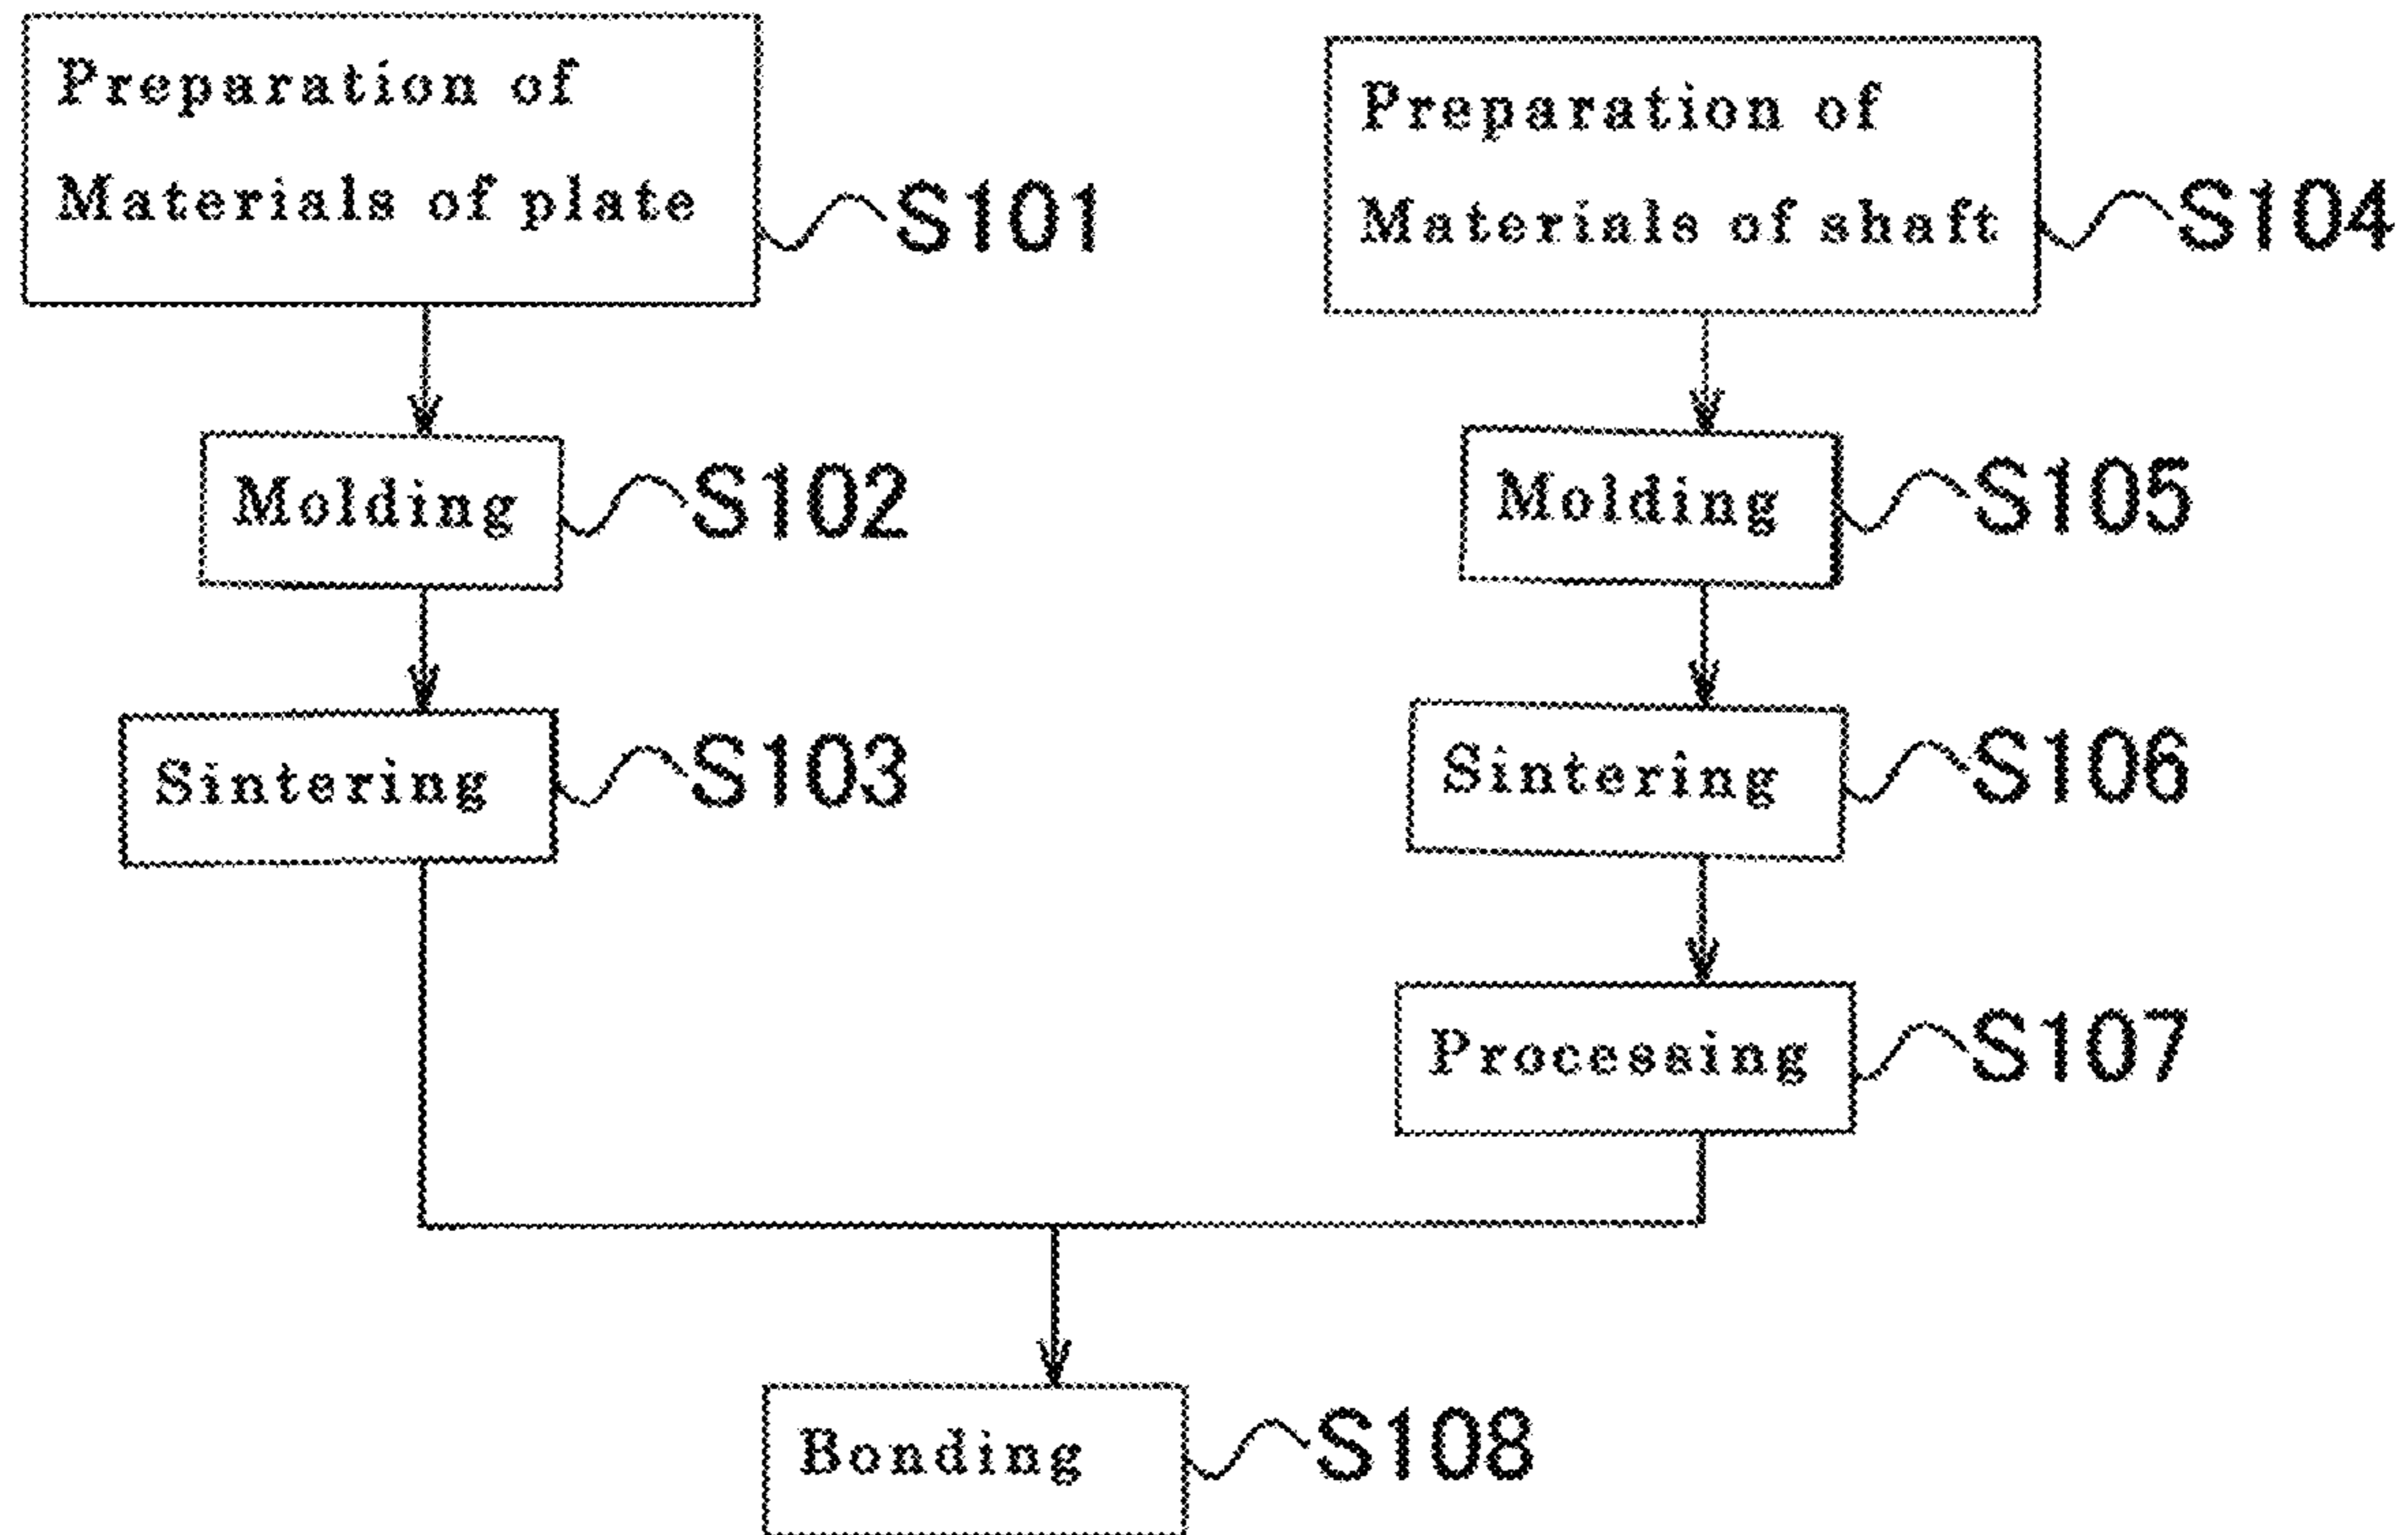 Preparation of
Materials of plate
S101
Preparation of
Materials of shaft
S104
Molding
S102
Molding
S105
Sintering
S103
Sintering
S106
Processing
S107
Bonding
S108